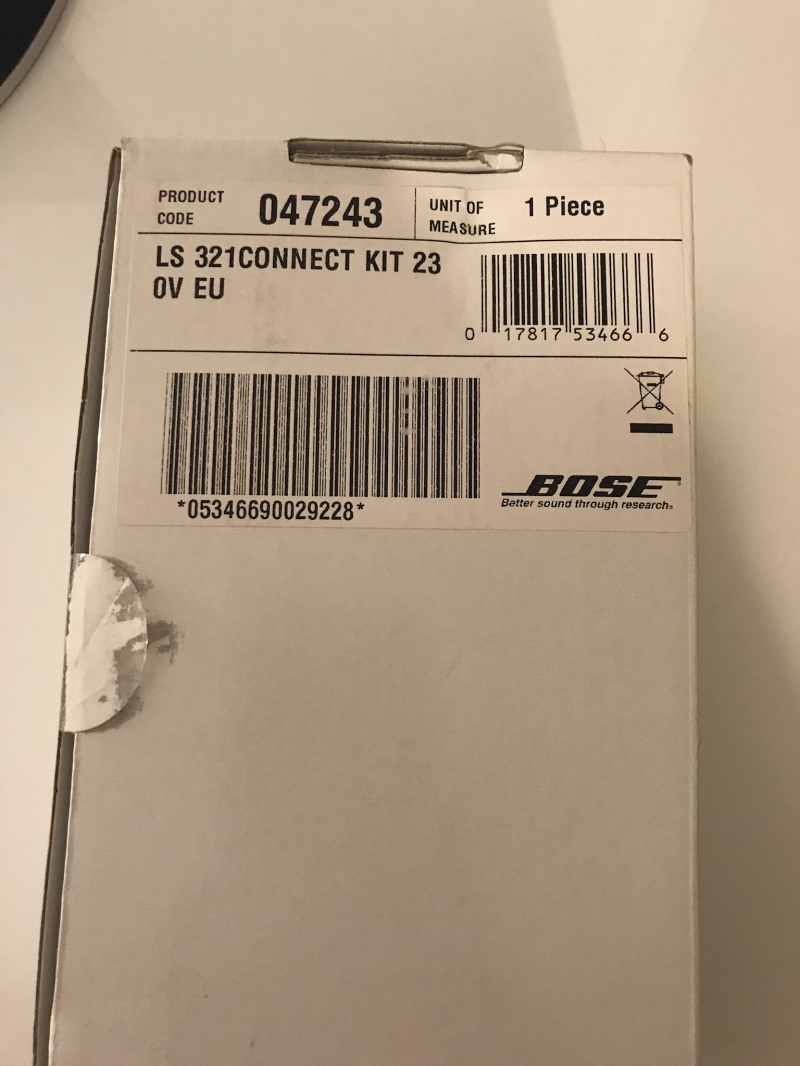 PRODUCT CODE 047243
UNIT OF MEASURE 1 Piece
LS 321CONNECT KIT 23
0V EU
0 17817 53466 6
*05346690029228*
BOSE
Better sound through research®